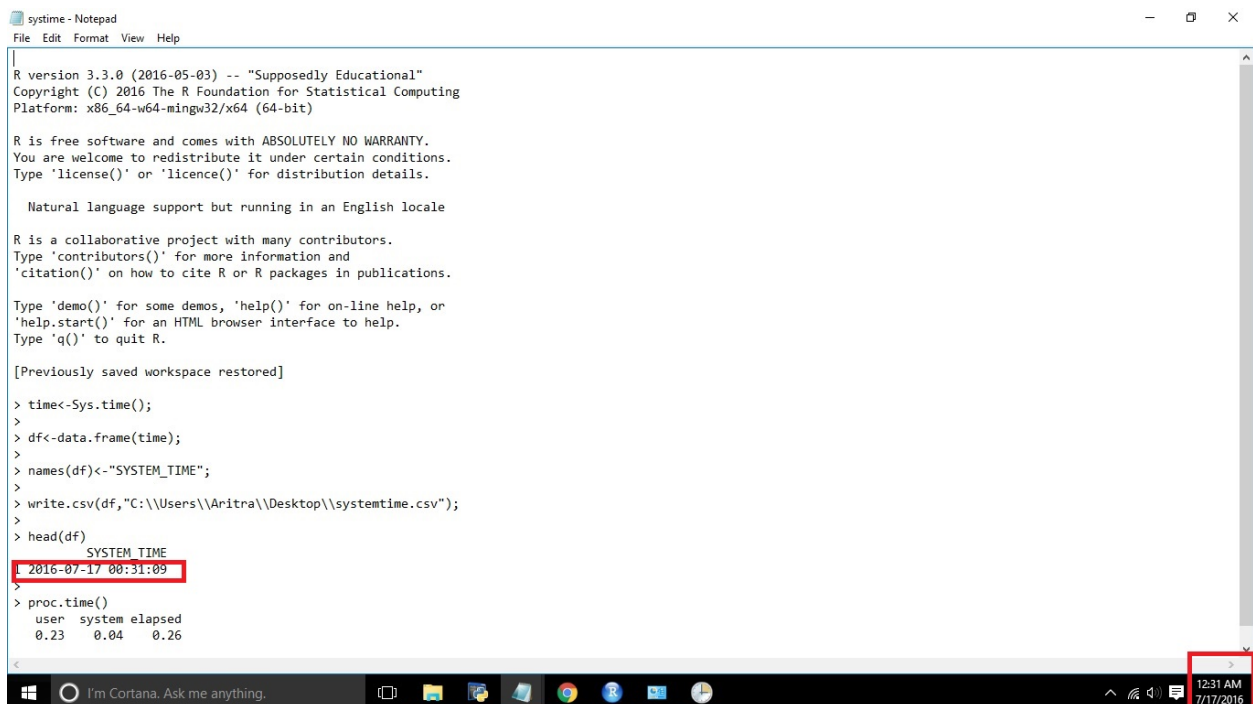 systime - Notepad
File Edit Format View Help
R version 3.3.0 (2016-05-03) -- "Supposedly Educational"
Copyright (C) 2016 The R Foundation for Statistical Computing
Platform: x86_64-w64-mingw32/x64 (64-bit)
R is free software and comes with ABSOLUTELY NO WARRANTY.
You are welcome to redistribute it under certain conditions.
Type 'license()' or 'licence()' for distribution details.
Natural language support but running in an English locale
R is a collaborative project with many contributors.
Type 'contributors()' for more information and
'citation()' on how to cite R or R packages in publications.
Type 'demo()' for some demos, 'help()' for on-line help, or
'help.start()' for an HTML browser interface to help.
Type 'q()' to quit R.
[Previously saved workspace restored]
> time<-Sys.time();
>
> df<-data.frame(time);
>
> names(df)<-"SYSTEM_TIME";
>
> write.csv(df,"C:\\Users\\Aritra\\Desktop\\systemtime.csv");
>
> head(df)
SYSTEM_TIME
1 2016-07-17 00:31:09
>
> proc.time()
user system elapsed
0.23 0.04 0.26
I'm Cortana. Ask me anything.
12:31 AM
7/17/2016